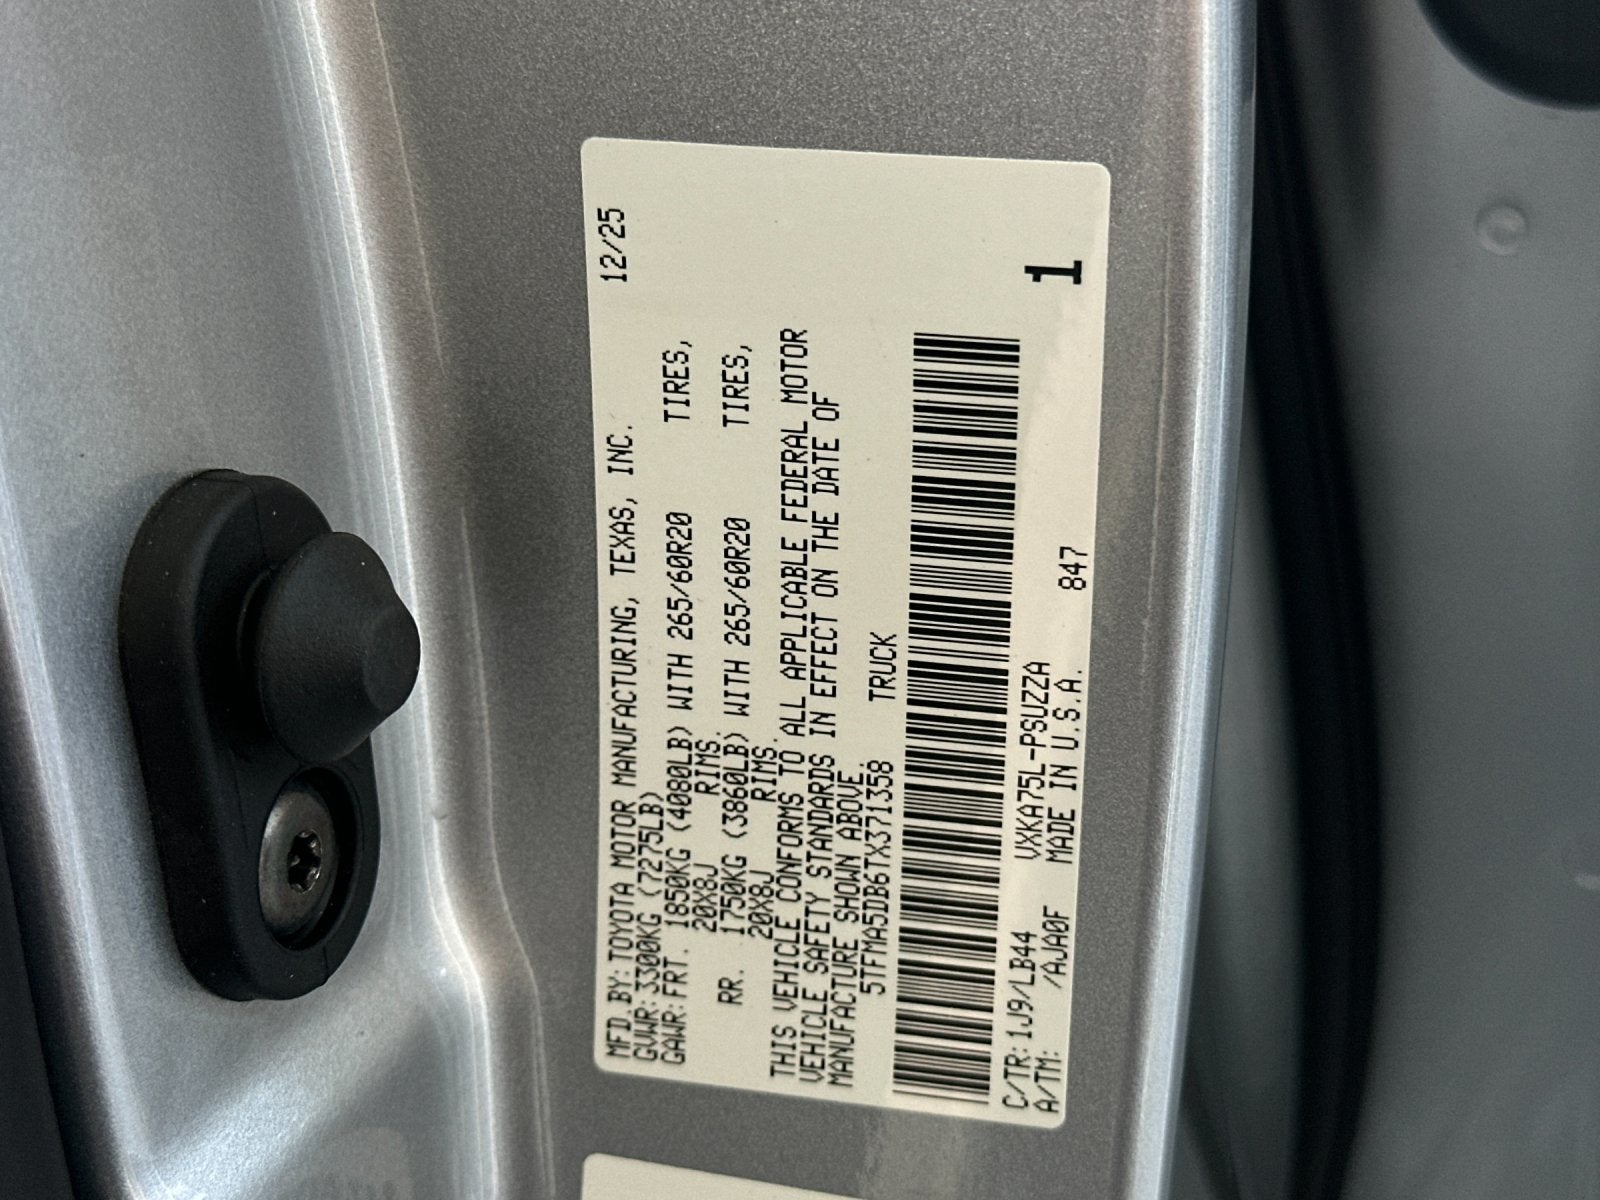 MFD.BY:TOYOTA MOTOR MANUFACTURING, TEXAS, INC. 12/25
GVWR:3300KG (7275LB)
GAWR:FRT. 1850KG (4080LB) WITH 265/60R20 TIRES,
20X8J RIMS.
RR. 1750KG (3860LB) WITH 265/60R20 TIRES,
20X8J RIMS.
THIS VEHICLE CONFORMS TO ALL APPLICABLE FEDERAL MOTOR
VEHICLE SAFETY STANDARDS IN EFFECT ON THE DATE OF
MANUFACTURE SHOWN ABOVE.
5TFMA5DB6TX371358 TRUCK
C/TR:1J9/LB44 VXKA75L-PSUZZA 1
A/TM: /AJA0F MADE IN U.S.A. 847